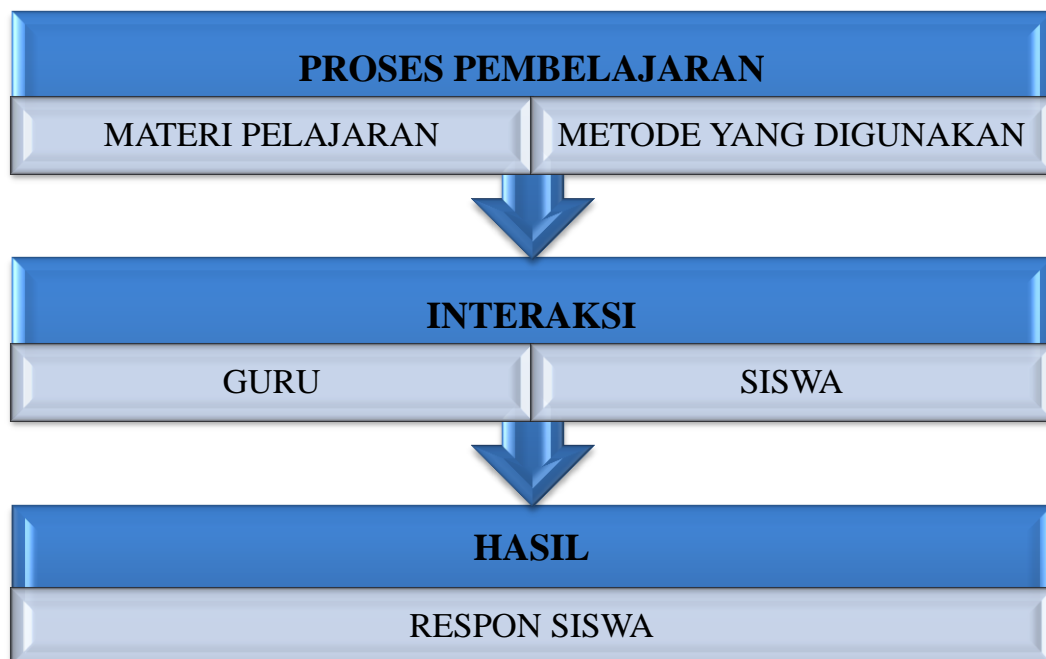 PROSES PEMBELAJARAN
MATERI PELAJARAN
METODE YANG DIGUNAKAN
INTERAKSI
GURU
SISWA
HASIL
RESPON SISWA